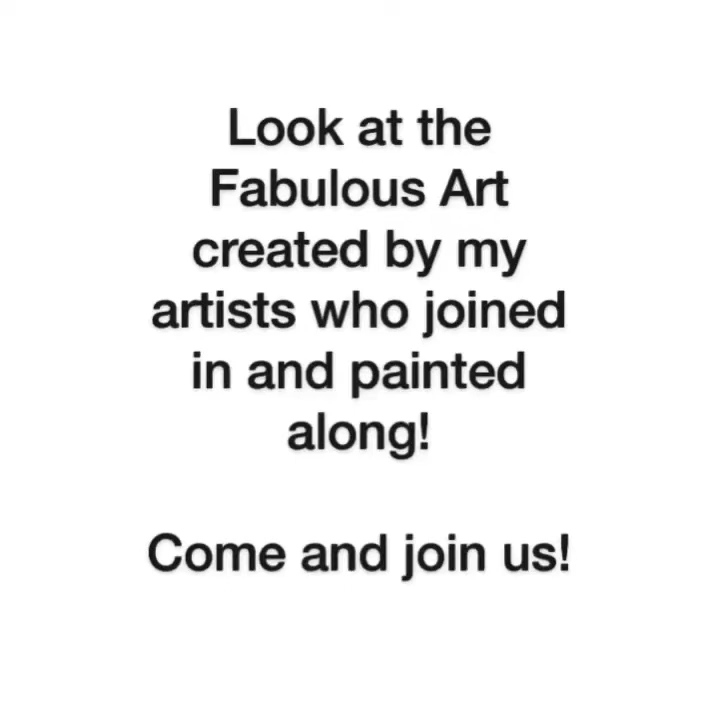 Look at the
Fabulous Art
created by my
artists who joined
in and painted
along!
Come and join us!